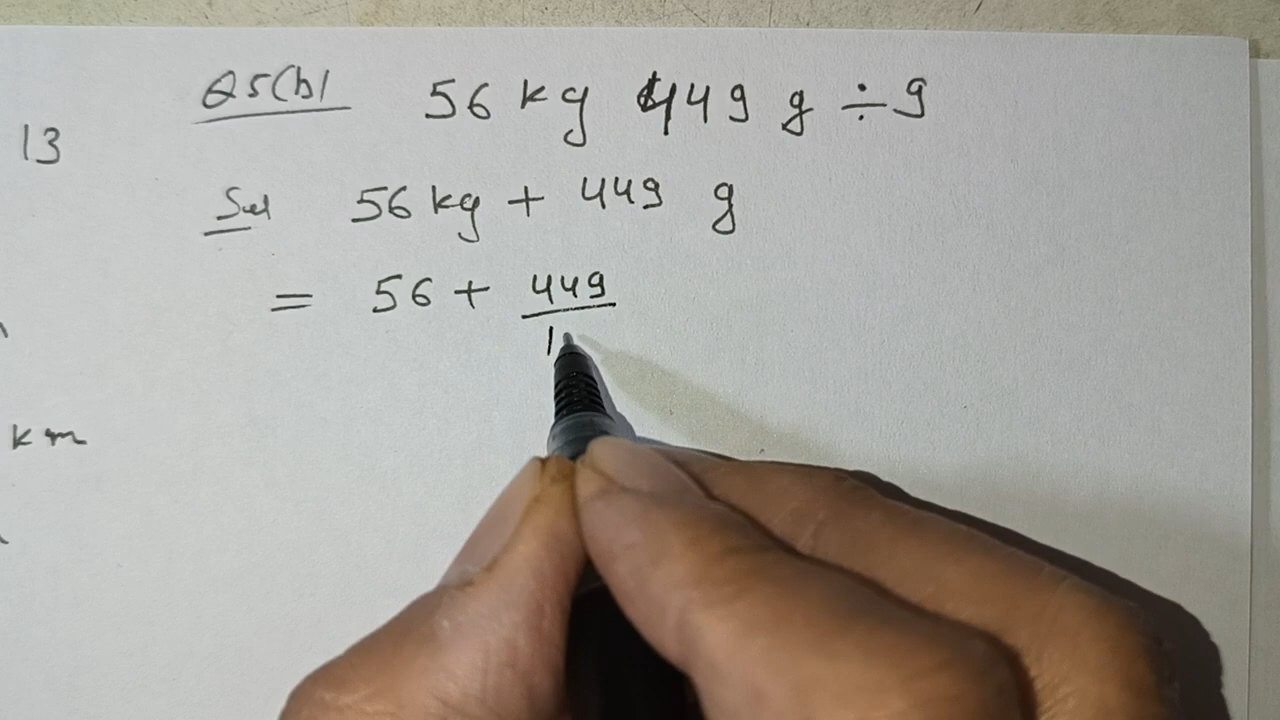 Q5(b) 56 kg 449 g ÷ 9
13
Sol 56 kg + 449 g
= 56 + 449
1
km